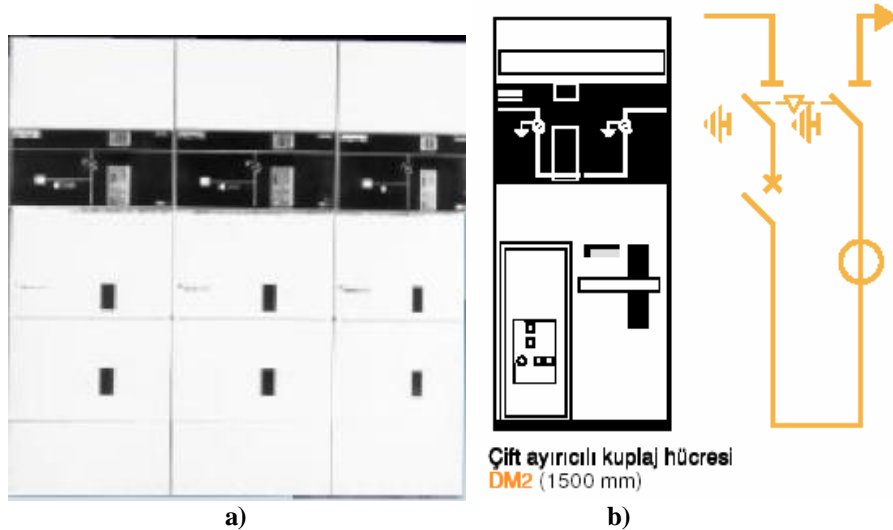 Çift ayırıcılı kuplaj hücresi
DM2 (1500 mm)
a) b)